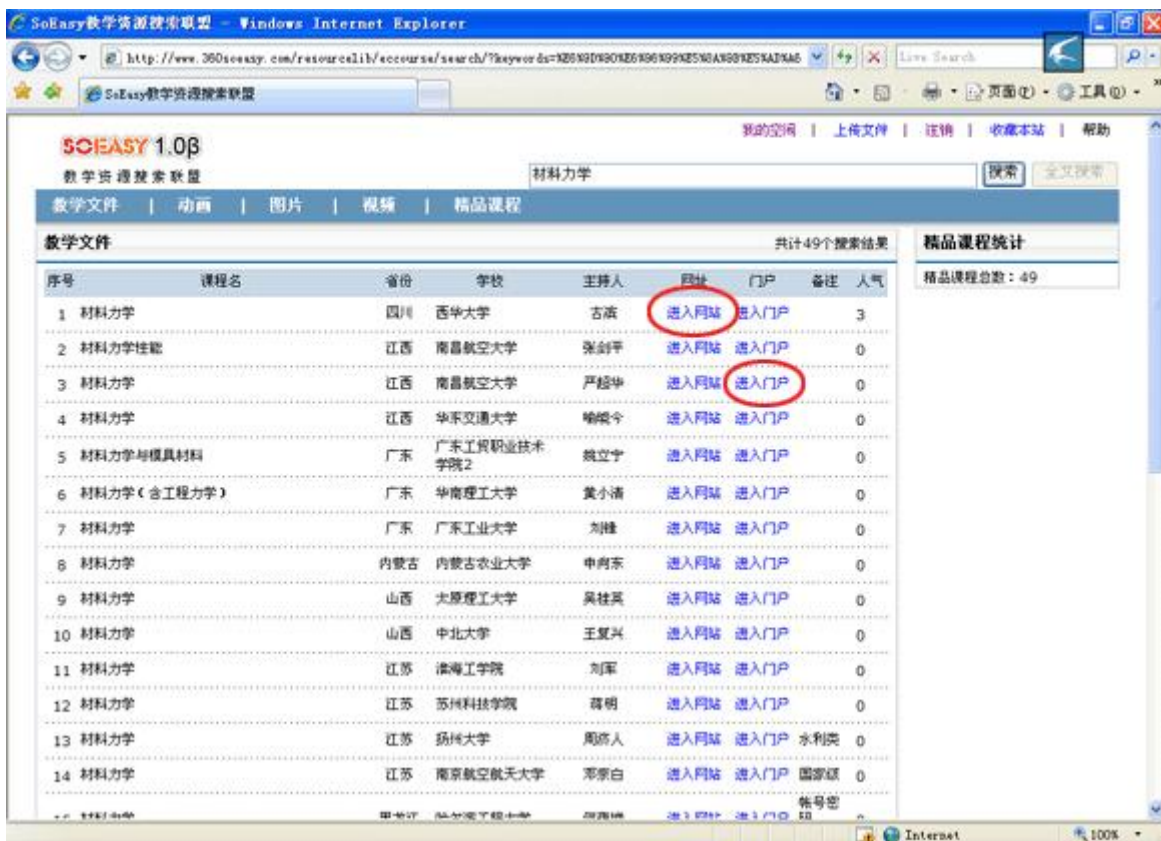 SoEasy教学资源搜索联盟 - Windows Internet Explorer
Live Search
SoEasy教学资源搜索联盟
页面(P) 工具(O)
我的空间 | 上传文件 | 注销 | 收藏本站 | 帮助
SOEASY 1.0β
教学资源搜索联盟
材料力学 搜索 全文搜索
教学文件 | 动画 | 图片 | 视频 | 精品课程
教学文件 共计49个搜索结果 精品课程统计
序号 课程名 省份 学校 主持人 网址 门户 备注 人气 精品课程总数:49
1 材料力学 四川 西华大学 古滨 进入网站 进入门户 3
2 材料力学性能 江西 南昌航空大学 张剑平 进入网站 进入门户 0
3 材料力学 江西 南昌航空大学 严超华 进入网站 进入门户 0
4 材料力学 江西 华东交通大学 进入网站 进入门户 0
5 材料力学与模具材料 广东 广东工贸职业技术学院2 姚立宁 进入网站 进入门户 0
6 材料力学(含工程力学) 广东 华南理工大学 黄小清 进入网站 进入门户 0
7 材料力学 广东 广东工业大学 刘锋 进入网站 进入门户 0
8 材料力学 内蒙古 内蒙古农业大学 申向东 进入网站 进入门户 0
9 材料力学 山西 太原理工大学 吴桂英 进入网站 进入门户 0
10 材料力学 山西 中北大学 王复兴 进入网站 进入门户 0
11 材料力学 江苏 淮海工学院 刘军 进入网站 进入门户 0
12 材料力学 江苏 苏州科技学院 蒋明 进入网站 进入门户 0
13 材料力学 江苏 扬州大学 进入网站 进入门户 水利类 0
14 材料力学 江苏 南京航空航天大学 邓宗白 进入网站 进入门户 国家级 0
帐号密
Internet 100%